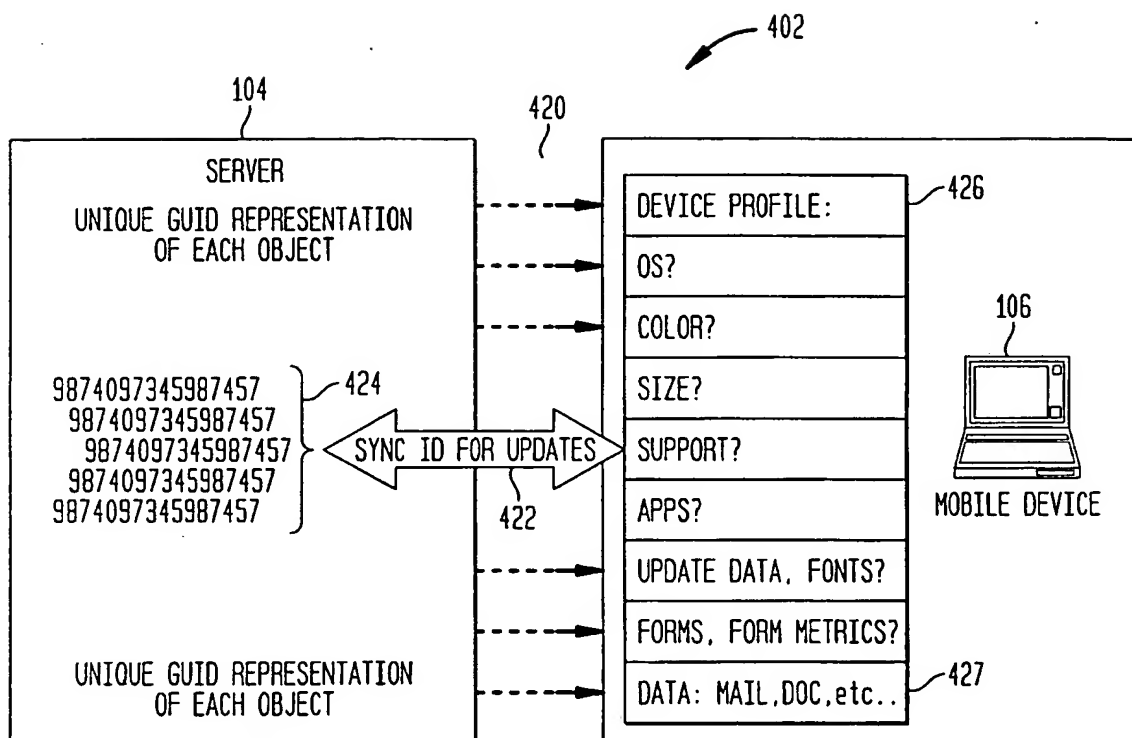 402
104
420
SERVER
UNIQUE GUID REPRESENTATION
OF EACH OBJECT
DEVICE PROFILE:
426
OS?
COLOR?
106
SIZE?
9874097345987457
424
9874097345987457
9874097345987457
SYNC ID FOR UPDATES
SUPPORT?
9874097345987457
9874097345987457
422
APPS?
MOBILE DEVICE
UPDATE DATA, FONTS?
FORMS, FORM METRICS?
UNIQUE GUID REPRESENTATION
OF EACH OBJECT
DATA: MAIL,DOC,etc..
427